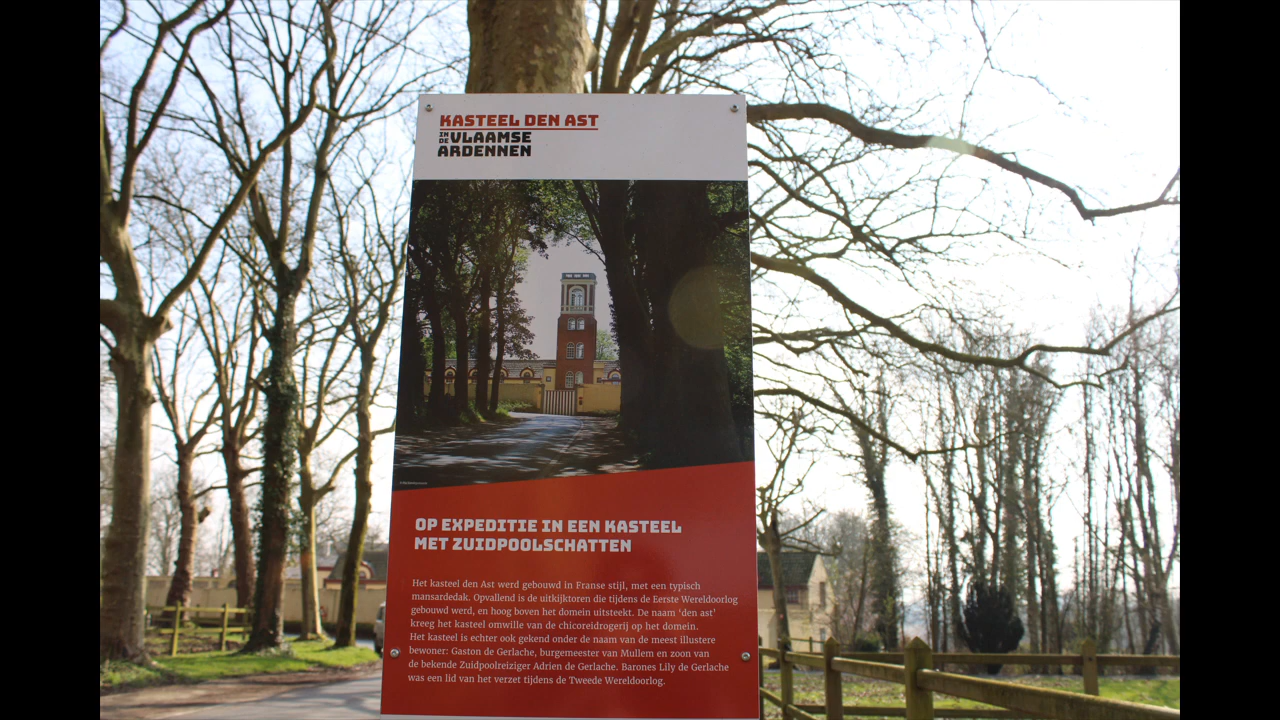 KASTEEL DEN AST
IN DE VLAAMSE
ARDENNEN
OP EXPEDITIE IN EEN KASTEEL
MET ZUIDPOOLSCHATTEN
Het kasteel den Ast werd gebouwd in Franse stijl, met een typisch
mansardedak. Opvallend is de uitkijktoren die tijdens de Eerste Wereldoorlog
gebouwd werd, en hoog boven het domein uitsteekt. De naam 'den ast'
kreeg het kasteel omwille van de chicoreidrogerij op het domein.
Het kasteel is echter ook gekend onder de naam van de meest illustere
bewoner: Gaston de Gerlache, burgemeester van Mullem en zoon van
de bekende Zuidpoolreiziger Adrien de Gerlache. Barones Lily de Gerlache
was een lid van het verzet tijdens de Tweede Wereldoorlog.